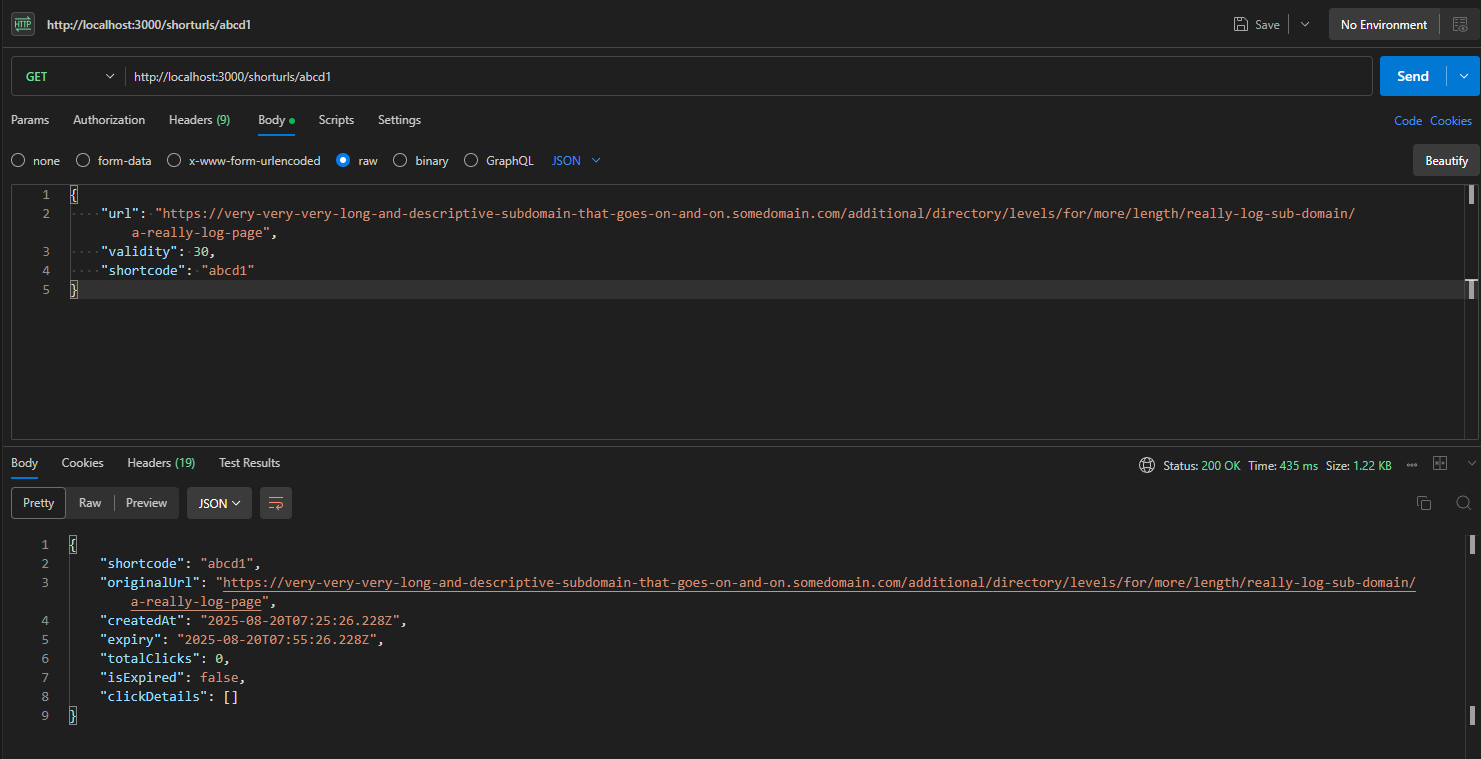 HTTP http://localhost:3000/shorturls/abcd1 Save No Environment
GET http://localhost:3000/shorturls/abcd1 Send
Params Authorization Headers (9) Body Scripts Settings Code Cookies
none form-data x-www-form-urlencoded raw binary GraphQL JSON Beautify
1 {
2 "url": "https://very-very-very-long-and-descriptive-subdomain-that-goes-on-and-on.somedomain.com/additional/directory/levels/for/more/length/really-log-sub-domain/
a-really-log-page",
3 "validity": 30,
4 "shortcode": "abcd1"
5 }
Body Cookies Headers (19) Test Results Status: 200 OK Time: 435 ms Size: 1.22 KB
Pretty Raw Preview JSON
1 {
2 "shortcode": "abcd1",
3 "originalUrl": "https://very-very-very-long-and-descriptive-subdomain-that-goes-on-and-on.somedomain.com/additional/directory/levels/for/more/length/really-log-sub-domain/
a-really-log-page",
4 "createdAt": "2025-08-20T07:25:26.228Z",
5 "expiry": "2025-08-20T07:55:26.228Z",
6 "totalClicks": 0,
7 "isExpired": false,
8 "clickDetails": []
9 }